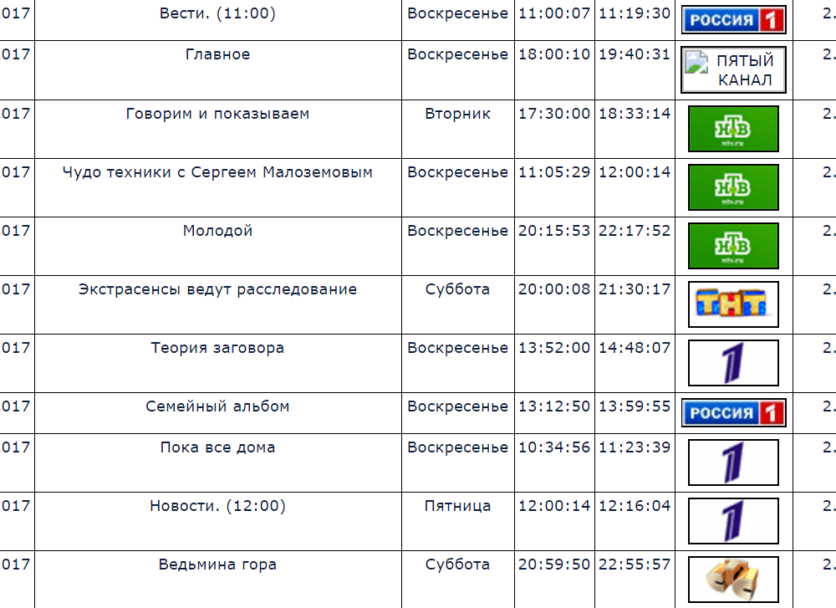 017 Вести. (11:00) Воскресенье 11:00:07 11:19:30 РОССИЯ 1 2.
017 Главное Воскресенье 18:00:10 19:40:31 ПЯТЫЙ
КАНАЛ 2.
017 Говорим и показываем Вторник 17:30:00 18:33:14 НТВ 2.
ntv.ru
017 Чудо техники с Сергеем Малоземовым Воскресенье 11:05:29 12:00:14 НТВ 2.
ntv.ru
017 Молодой Воскресенье 20:15:53 22:17:52 НТВ 2.
ntv.ru
017 Экстрасенсы ведут расследование Суббота 20:00:08 21:30:17 ТНТ 2.
017 Теория заговора Воскресенье 13:52:00 14:48:07 1 2.
017 Семейный альбом Воскресенье 13:12:50 13:59:55 РОССИЯ 1 2.
017 Пока все дома Воскресенье 10:34:56 11:23:39 1 2.
017 Новости. (12:00) Пятница 12:00:14 12:16:04 1 2.
017 Ведьмина гора Суббота 20:59:50 22:55:57 2.